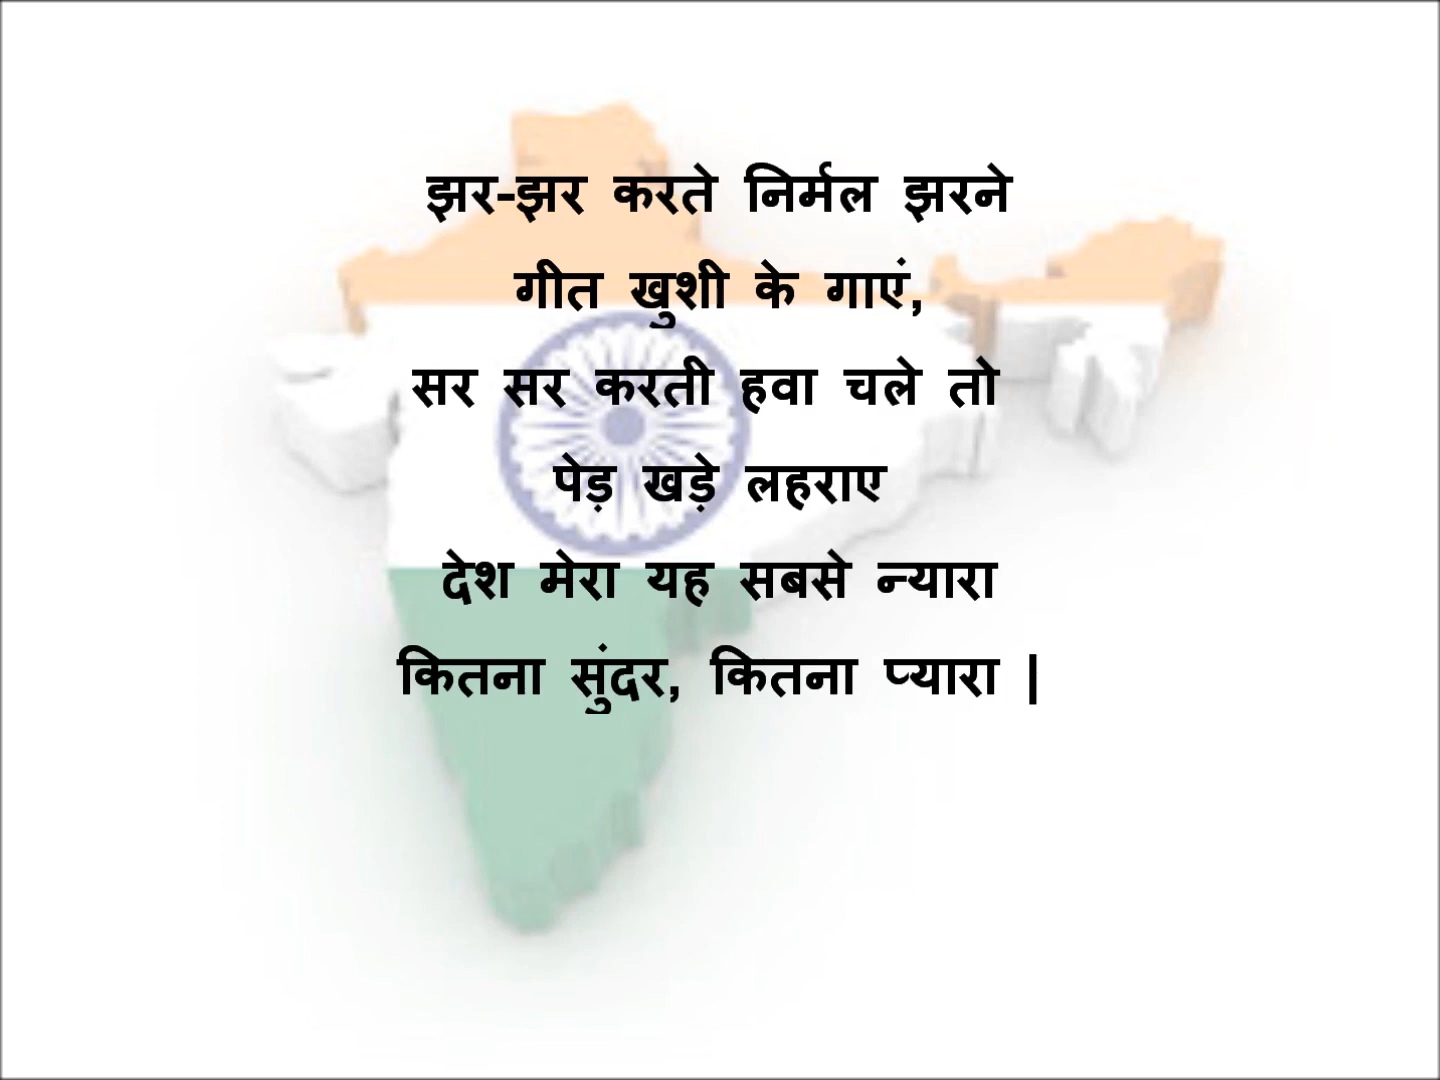 झर-झर करते निर्मल झरने
गीत खुशी के गाएं,
सर सर करती हवा चले तो
पेड़ खड़े लहराए
देश मेरा यह सबसे न्यारा
कितना सुंदर, कितना प्यारा |